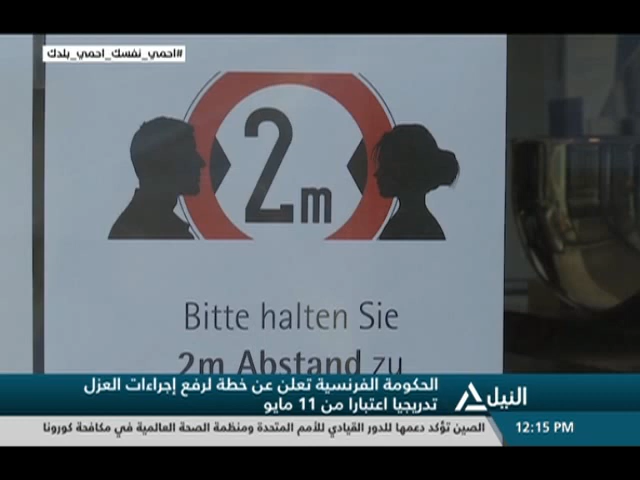 #احمي_نفسك_احمي_بلدك
2m
Bitte halten Sie
2m Abstand zu
الحكومة الفرنسية تعلن عن خطة لرفع إجراءات العزل
تدريجيا اعتبارا من 11 مايو
النيل
الصين تؤكد دعمها للدور القيادي للأمم المتحدة ومنظمة الصحة العالمية في مكافحة كورونا
12:15 PM